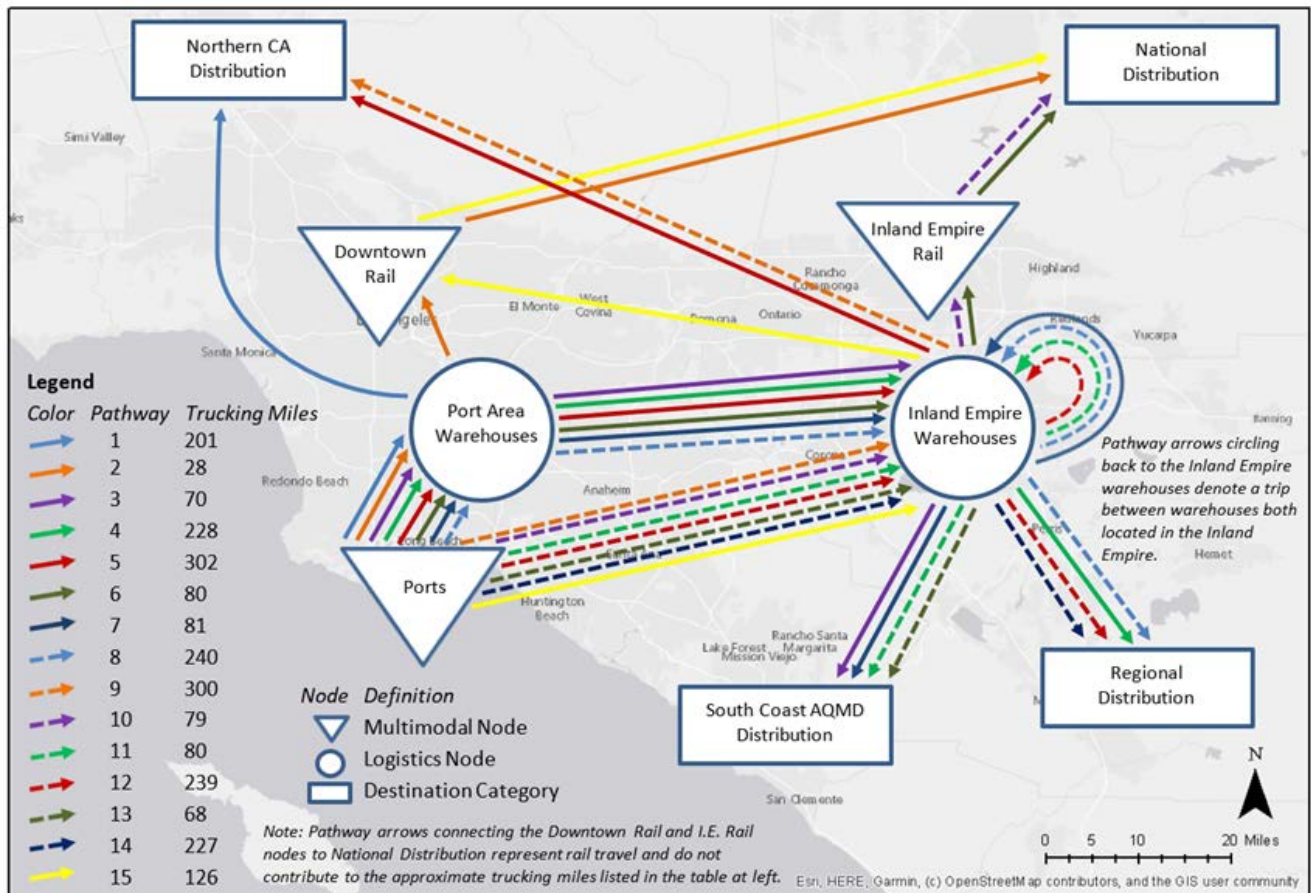 Northern CA
Distribution
National
Distribution
Simi Valley
Downtown
Rail
Inland Empire
Rail
Rancho
Highland
El Monte
West
Covina
Ontario
Yucaipa
Santa Monica
Legend
Color Pathway Trucking Miles
1 201
2 28
3 70
4 228
5 302
6 80
7 81
8 240
9 300
10 79
11 80
12 239
13 68
14 227
15 126
Port Area
Warehouses
Inland Empire
Warehouses
Banning
Redondo Beach
Anaheim
Pathway arrows circling
back to the Inland Empire
warehouses denote a trip
between warehouses both
located in the Inland
Empire.
Hemet
Long Beach
Ports
Huntington
Beach
Lake Forest
Mission Viejo
Rancho Santa
Margarita
South Coast AQMD
Distribution
Regional
Distribution
San Clemente
Node Definition
Multimodal Node
Logistics Node
Destination Category
Note: Pathway arrows connecting the Downtown Rail and I.E. Rail
nodes to National Distribution represent rail travel and do not
contribute to the approximate trucking miles listed in the table at left.
N
0 5 10 20 Miles
Esri, HERE, Garmin, (c) OpenStreetMap contributors, and the GIS user community